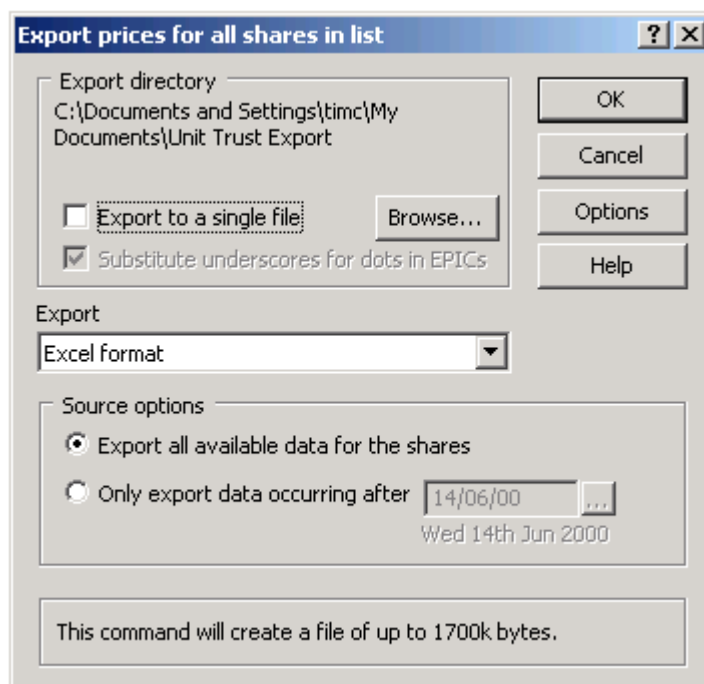 Export prices for all shares in list
Export directory
C:\Documents and Settings\timc\My
Documents\Unit Trust Export
OK
Cancel
Export to a single file
Browse...
Options
Substitute underscores for dots in EPICs
Help
Export
Excel format
Source options
Export all available data for the shares
Only export data occurring after
14/06/00
...
Wed 14th Jun 2000
This command will create a file of up to 1700k bytes.